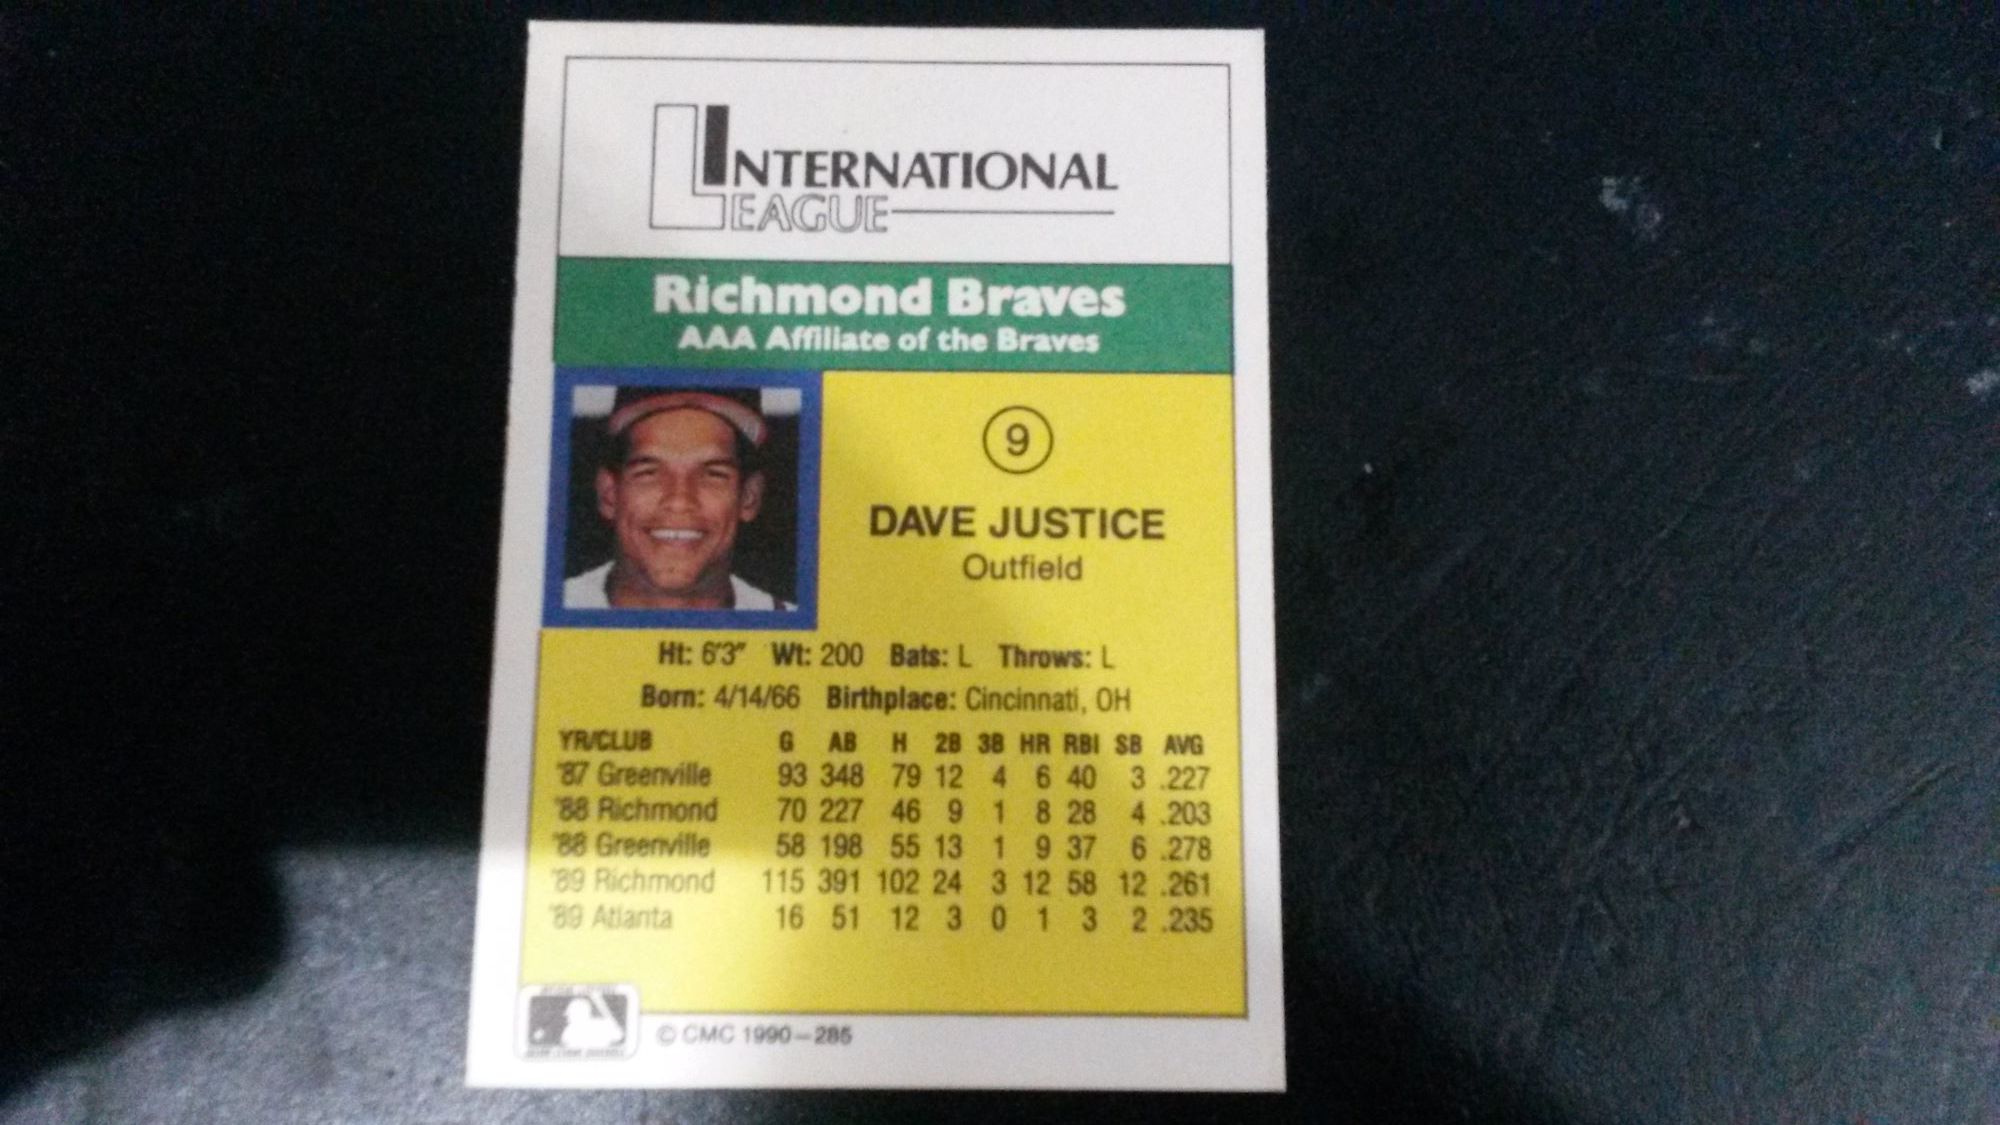 INTERNATIONAL
LEAGUE
Richmond Braves
AAA Affiliate of the Braves
9
DAVE JUSTICE
Outfield
Ht: 6'3" Wt: 200 Bats: L Throws: L
Born: 4/14/66 Birthplace: Cincinnati, OH
YR/CLUB G AB H 2B 3B HR RBI SB AVG
'87 Greenville 93 348 79 12 4 6 40 3 .227
'88 Richmond 70 227 46 9 1 8 28 4 .203
'88 Greenville 58 198 55 13 1 9 37 6 .278
'89 Richmond 115 391 102 24 3 12 58 12 .261
'89 Atlanta 16 51 12 3 0 1 3 2 .235
© CMC 1990-285